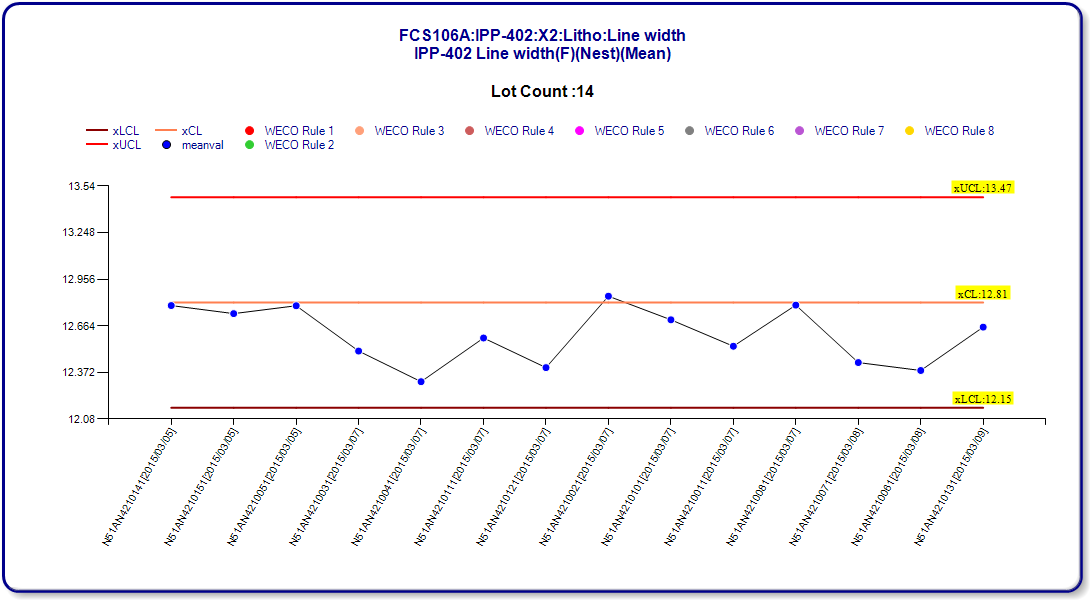 FCS106A:IPP-402:X2:Litho:Line width
IPP-402 Line width(F)(Nest)(Mean)
Lot Count :14
xLCL xCL WECO Rule 1 WECO Rule 3 WECO Rule 4 WECO Rule 5 WECO Rule 6 WECO Rule 7 WECO Rule 8
xUCL meanval WECO Rule 2
13.54
xUCL:13.47
13.248
12.956
xCL:12.81
12.664
12.372
xLCL:12.15
12.08
N51AN4210141[2015/03/05]
N51AN4210151[2015/03/05]
N51AN4210051[2015/03/05]
N51AN4210031[2015/03/07]
N51AN4210041[2015/03/07]
N51AN4210111[2015/03/07]
N51AN4210121[2015/03/07]
N51AN4210021[2015/03/07]
N51AN4210101[2015/03/07]
N51AN4210011[2015/03/07]
N51AN4210081[2015/03/07]
N51AN4210071[2015/03/08]
N51AN4210061[2015/03/08]
N51AN4210131[2015/03/09]